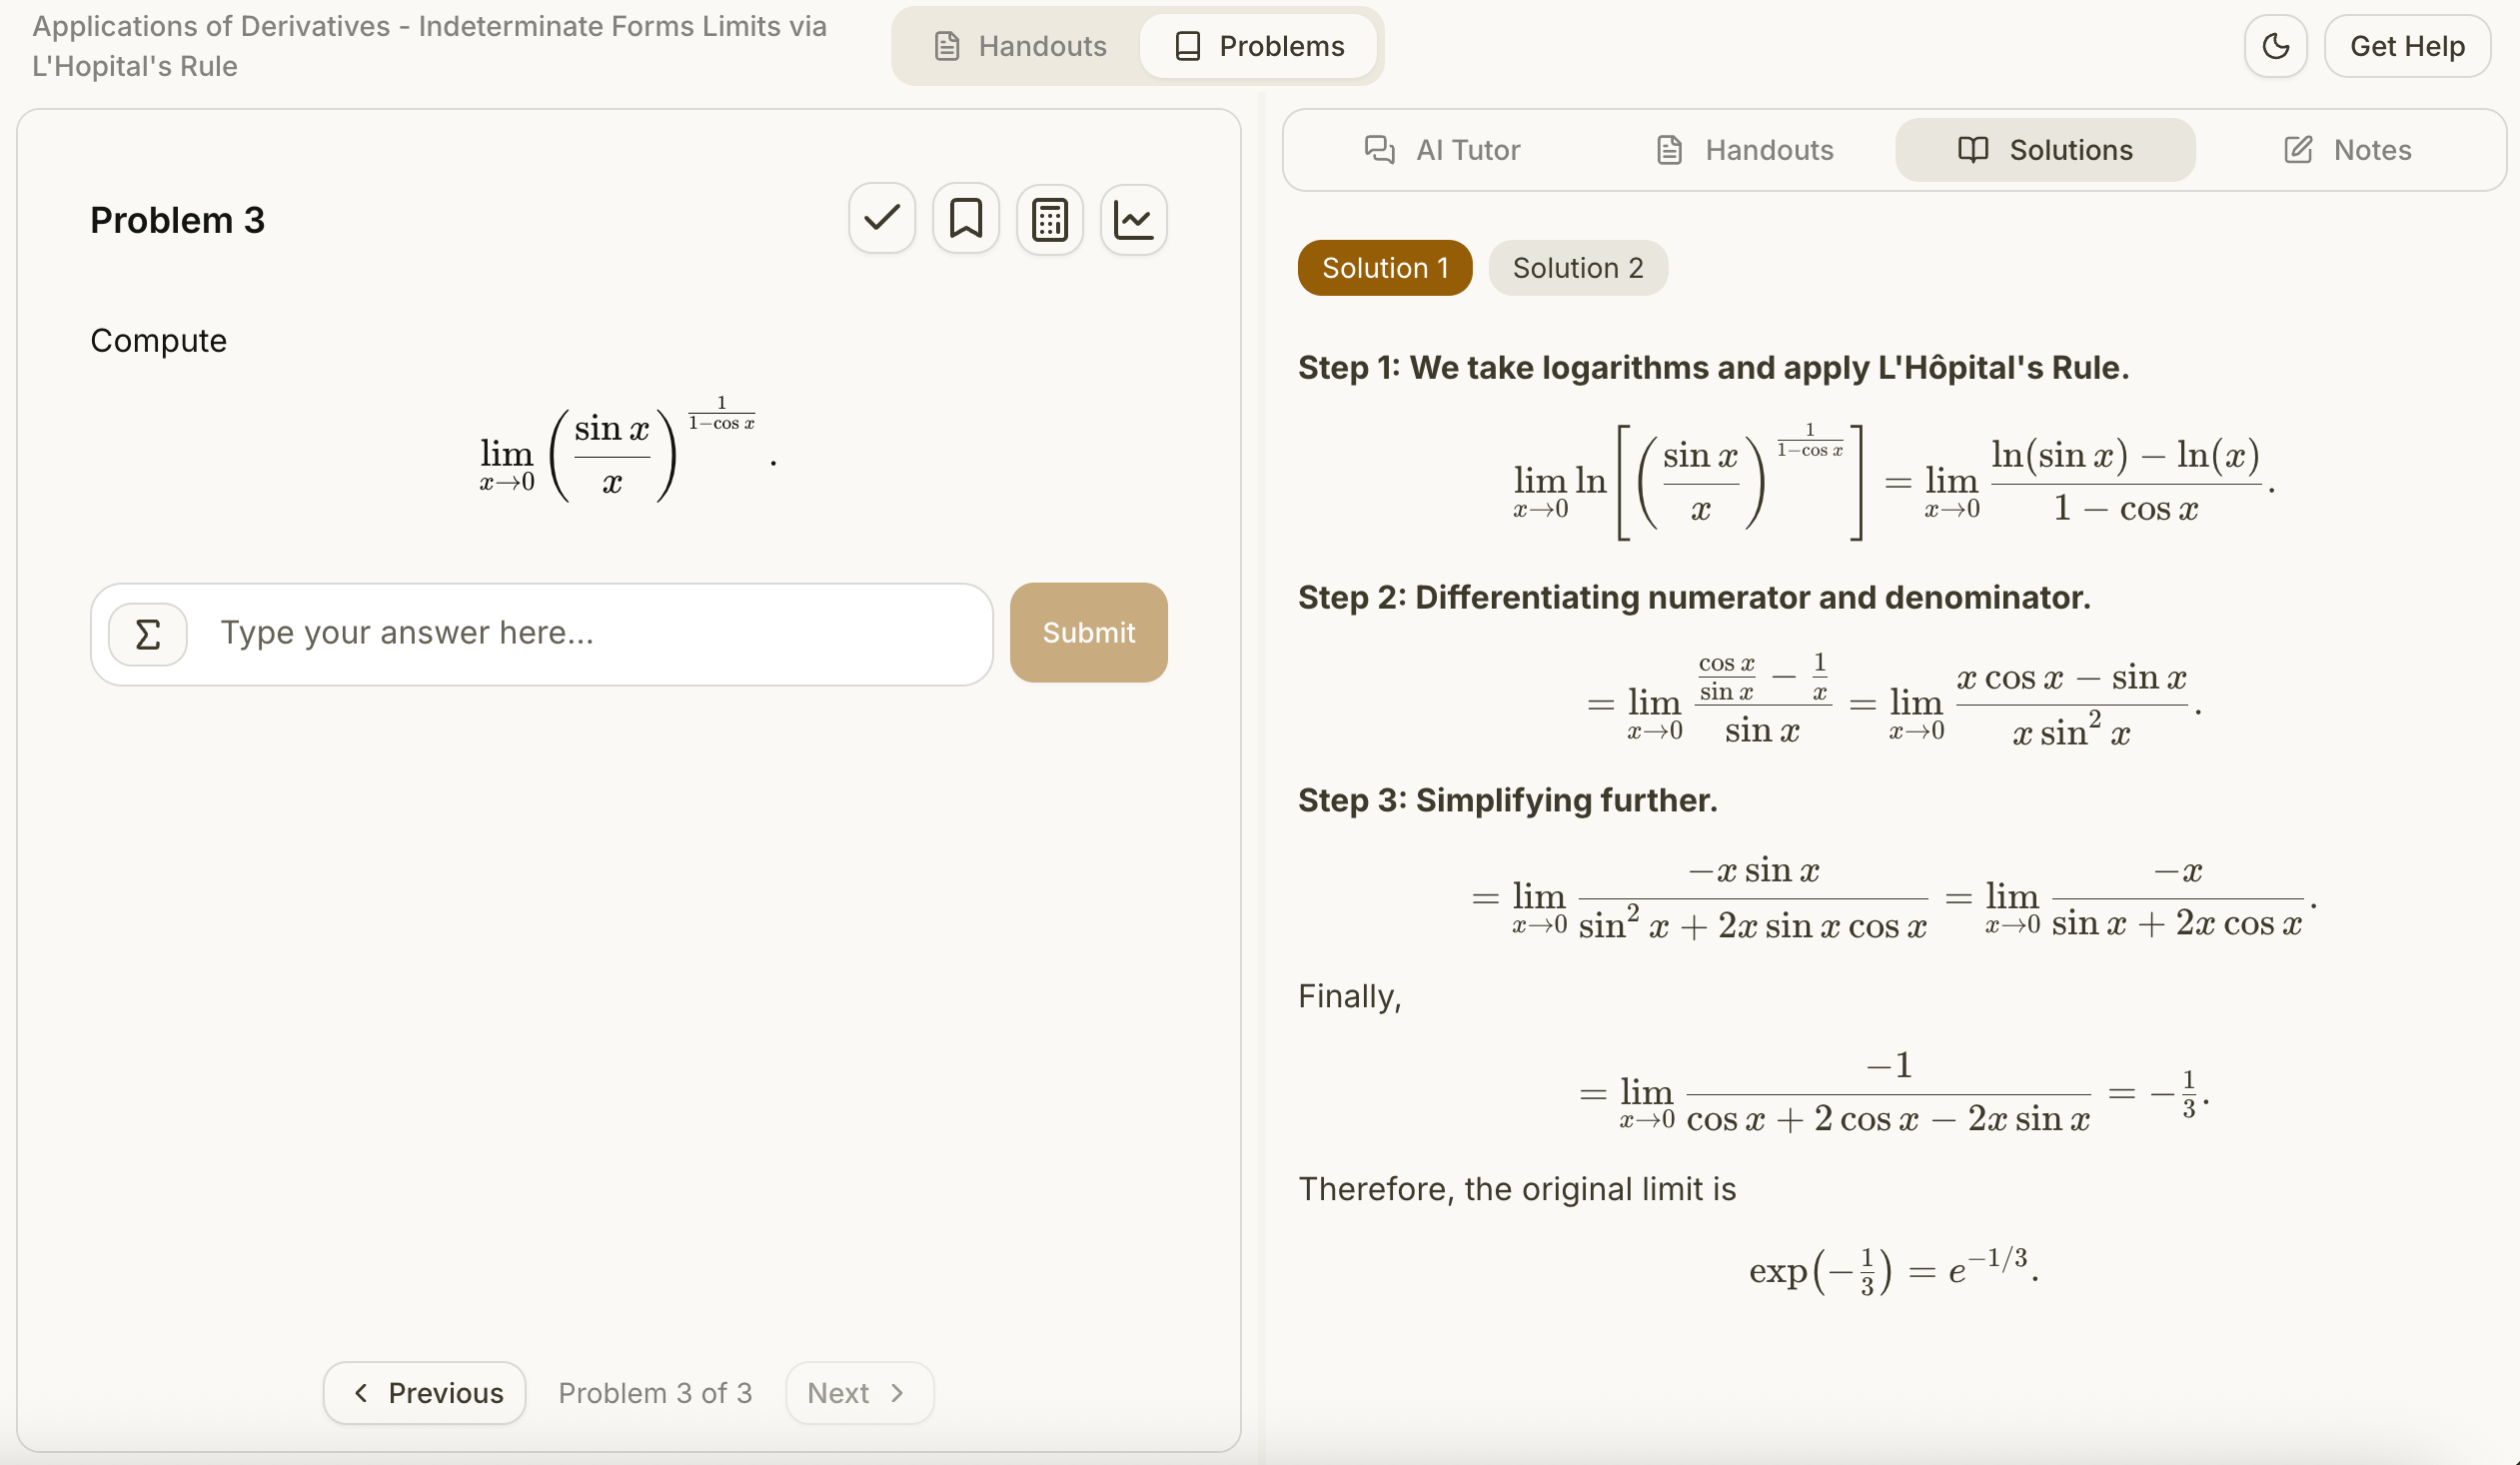 Applications of Derivatives - Indeterminate Forms Limits via
L'Hopital's Rule
Handouts
Problems
Get Help
Problem 3
Compute
\lim_{x \to 0} \left( \frac{\sin x}{x} \right)^{\frac{1}{1-\cos x}}.
Σ Type your answer here...
Submit
Previous
Problem 3 of 3
Next
AI Tutor
Handouts
Solutions
Notes
Solution 1
Solution 2
Step 1: We take logarithms and apply L'Hôpital's Rule.
\lim_{x \to 0} \ln \left[ \left( \frac{\sin x}{x} \right)^{\frac{1}{1-\cos x}} \right] = \lim_{x \to 0} \frac{\ln(\sin x) - \ln(x)}{1 - \cos x}.
Step 2: Differentiating numerator and denominator.
= \lim_{x \to 0} \frac{\frac{\cos x}{\sin x} - \frac{1}{x}}{\sin x} = \lim_{x \to 0} \frac{x \cos x - \sin x}{x \sin^2 x}.
Step 3: Simplifying further.
= \lim_{x \to 0} \frac{-x \sin x}{\sin^2 x + 2x \sin x \cos x} = \lim_{x \to 0} \frac{-x}{\sin x + 2x \cos x}.
Finally,
= \lim_{x \to 0} \frac{-1}{\cos x + 2 \cos x - 2x \sin x} = -\frac{1}{3}.
Therefore, the original limit is
\exp\left(-\frac{1}{3}\right) = e^{-1/3}.